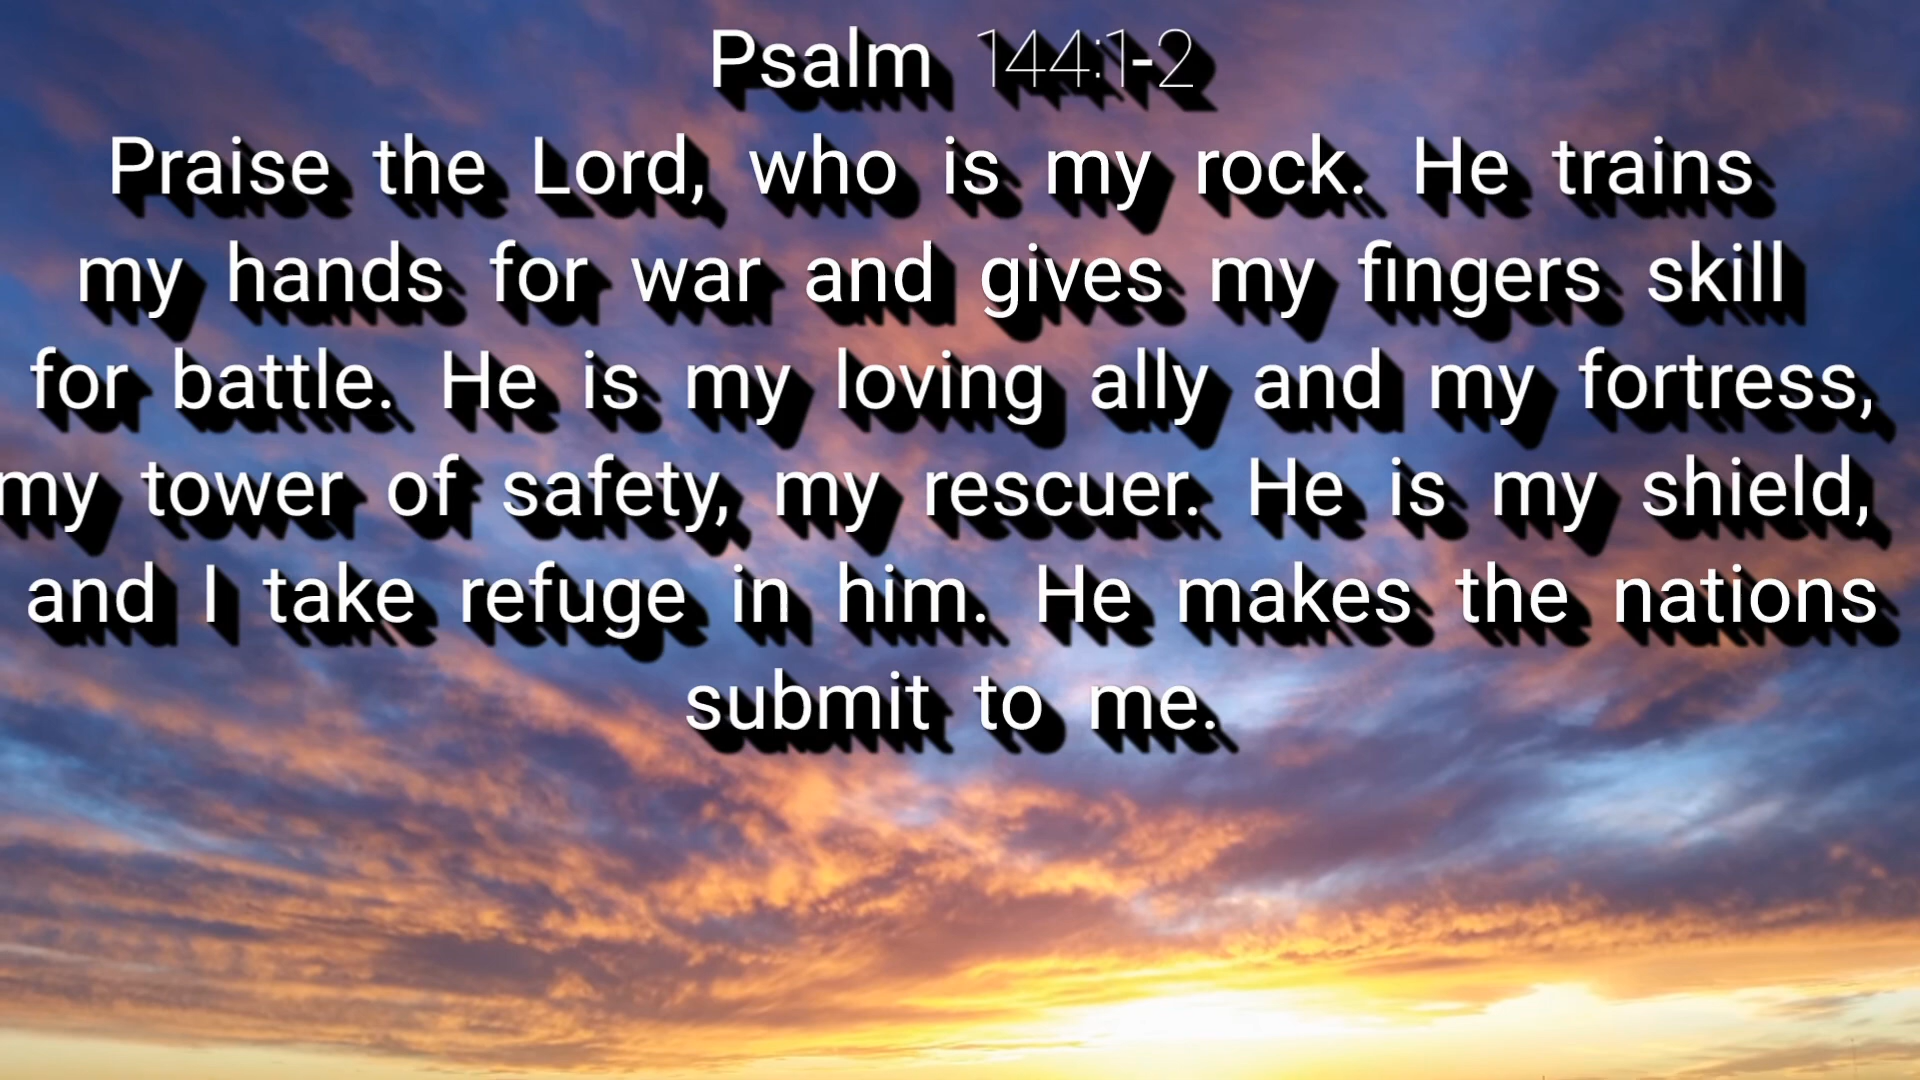 Psalm 144:1-2
Praise the Lord, who is my rock. He trains
my hands for war and gives my fingers skill
for battle. He is my loving ally and my fortress,
my tower of safety, my rescuer. He is my shield,
and I take refuge in him. He makes the nations
submit to me.